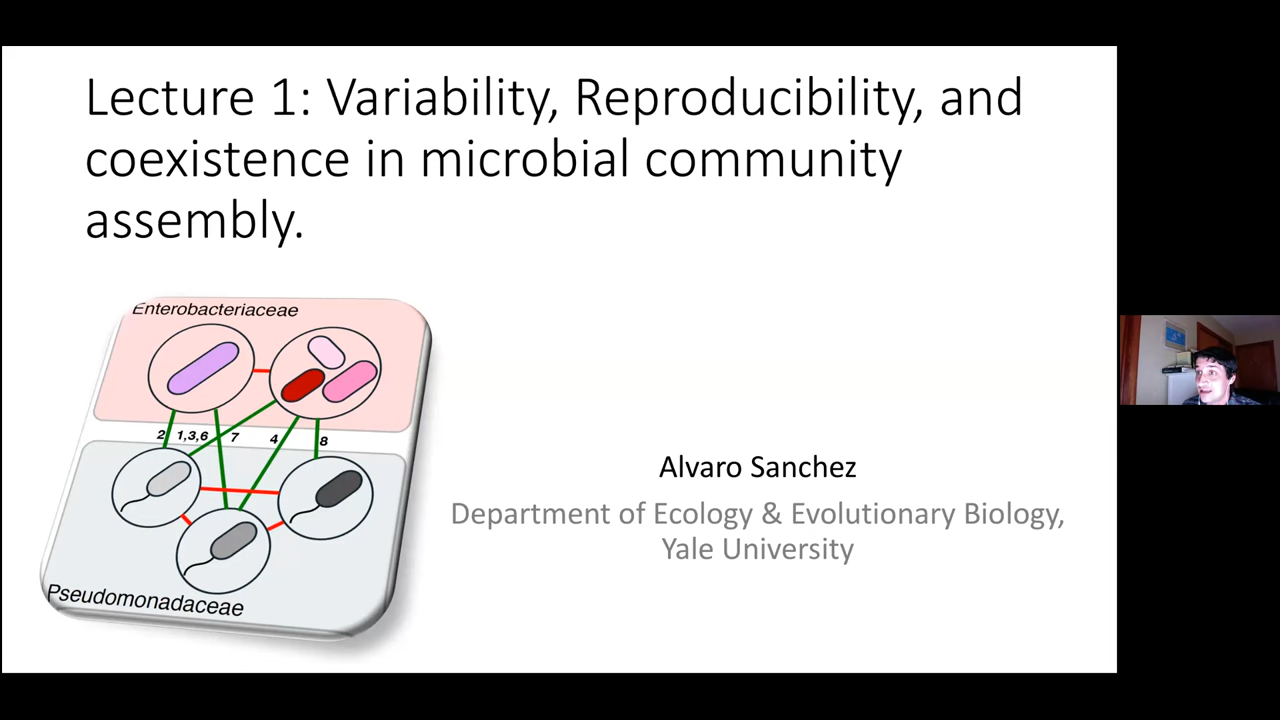 Lecture 1: Variability, Reproducibility, and
coexistence in microbial community
assembly.
Enterobacteriaceae
2 1,3,6 7 4 8
Pseudomonadaceae
Alvaro Sanchez
Department of Ecology & Evolutionary Biology,
Yale University